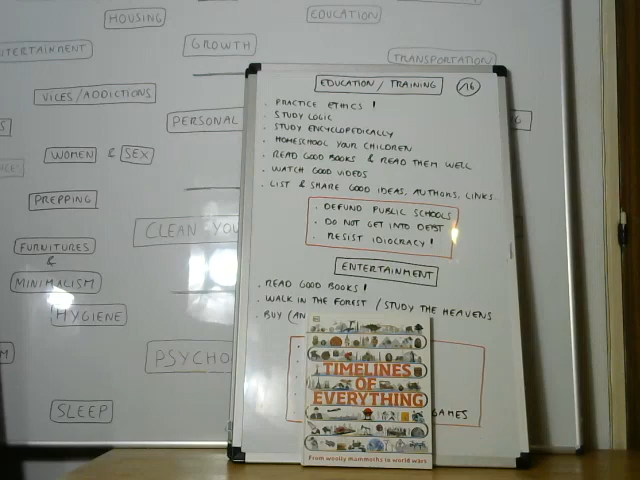 HOUSING
EDUCATION
ENTERTAINMENT
GROWTH
TRANSPORTATION
VICES/ADDICTIONS
PERSONAL
WOMEN & SEX
PREPPING
CLEAN YOU
FURNITURES
&
MINIMALISM
HYGIENE
PSYCHO
SLEEP
EDUCATION / TRAINING
16
. PRACTICE ETHICS !
. STUDY LOGIC
. STUDY ENCYCLOPEDICALLY
. HOMESCHOOL YOUR CHILDREN
. READ GOOD BOOKS & READ THEM WELL
. WATCH GOOD VIDEOS
. LIST & SHARE GOOD IDEAS, AUTHORS, LINKS...
. DEFUND PUBLIC SCHOOLS
. DO NOT GET INTO DEBT
. RESIST IDIOCRACY !
ENTERTAINMENT
. READ GOOD BOOKS !
. WALK IN THE FOREST / STUDY THE HEAVENS
. BUY (AN
GAMES
DK
TIMELINES
OF
EVERYTHING
From woolly mammoths to world wars